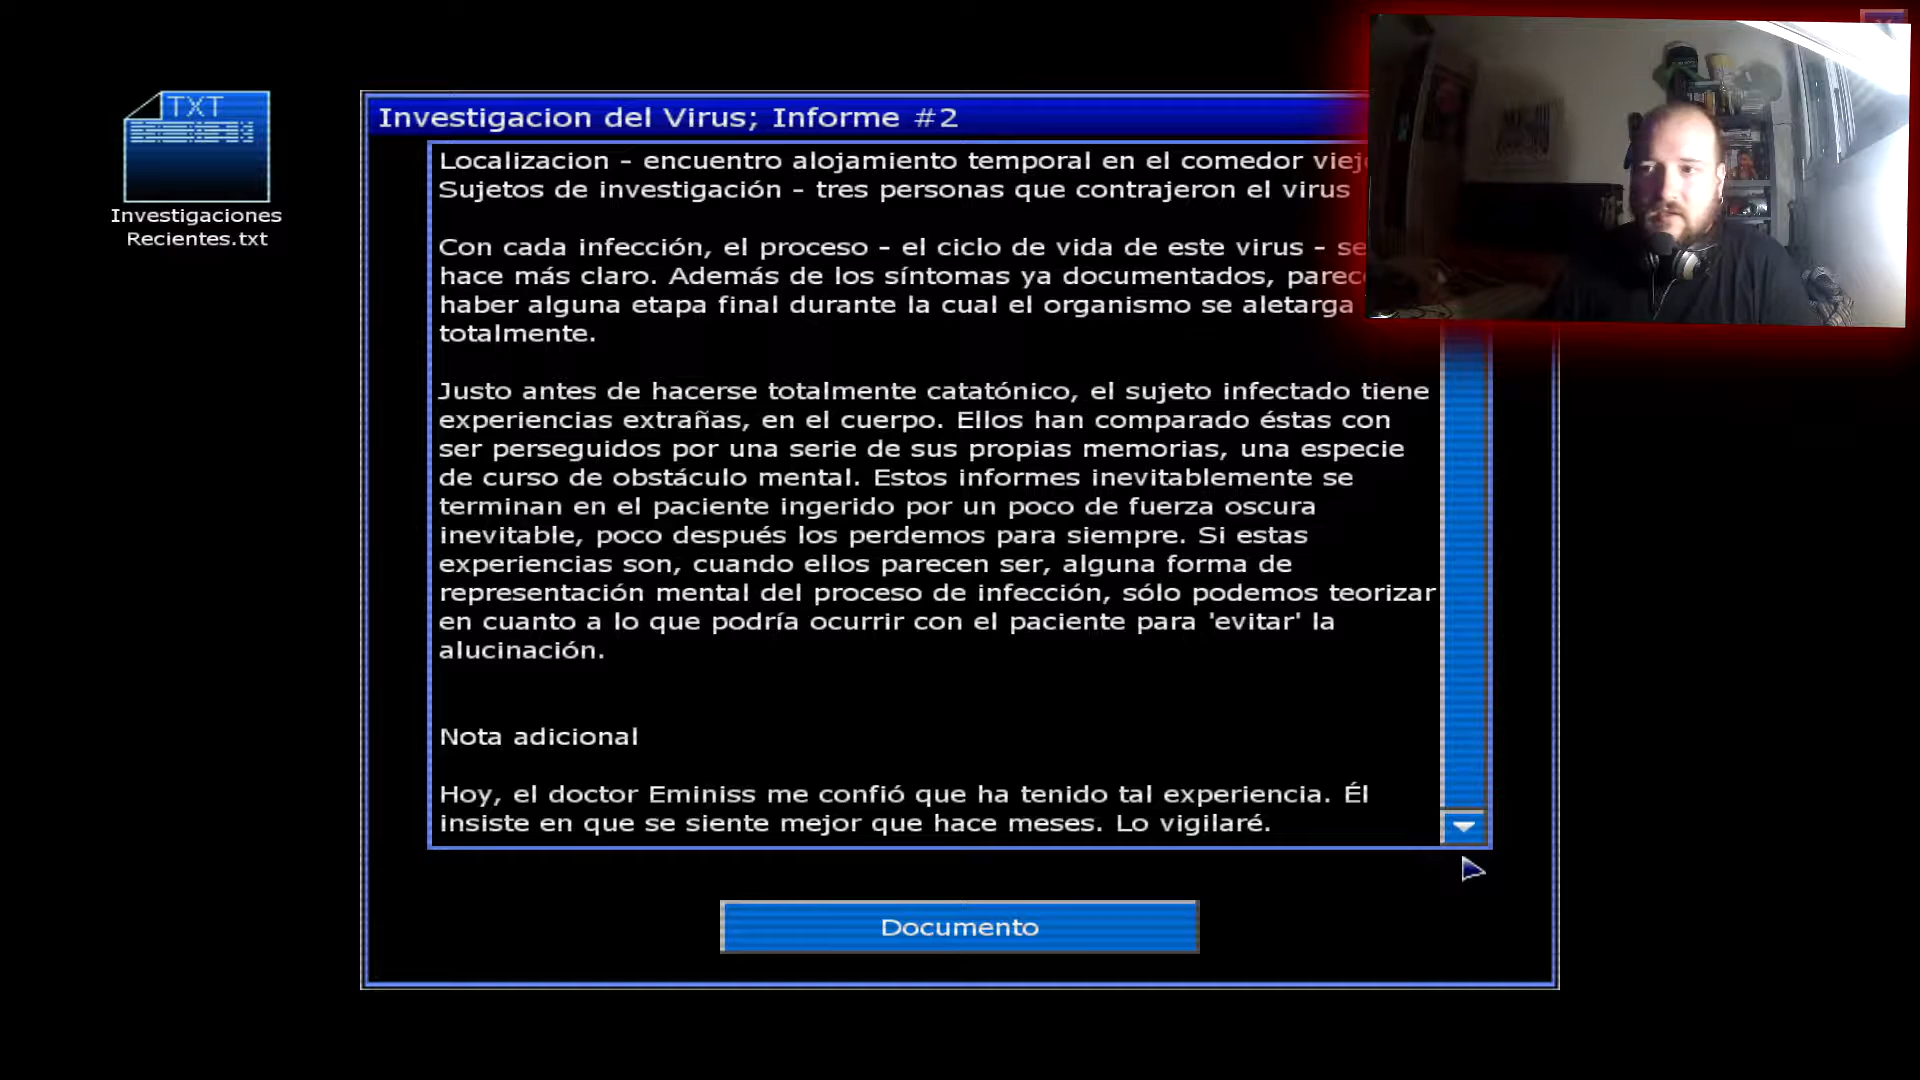 TXT
Investigaciones
Recientes.txt
Investigacion del Virus; Informe #2
Localizacion - encuentro alojamiento temporal en el comedor
Sujetos de investigación - tres personas que contrajeron el virus
Con cada infección, el proceso - el ciclo de vida de este virus - se
hace más claro. Además de los síntomas ya documentados, parece
haber alguna etapa final durante la cual el organismo se aletarga
totalmente.
Justo antes de hacerse totalmente catatónico, el sujeto infectado tiene
experiencias extrañas, en el cuerpo. Ellos han comparado éstas con
ser perseguidos por una serie de sus propias memorias, una especie
de curso de obstáculo mental. Estos informes inevitablemente se
terminan en el paciente ingerido por un poco de fuerza oscura
inevitable, poco después los perdemos para siempre. Si estas
experiencias son, cuando ellos parecen ser, alguna forma de
representación mental del proceso de infección, sólo podemos teorizar
en cuanto a lo que podría ocurrir con el paciente para 'evitar' la
alucinación.
Nota adicional
Hoy, el doctor Eminiss me confió que ha tenido tal experiencia. Él
insiste en que se siente mejor que hace meses. Lo vigilaré.
Documento